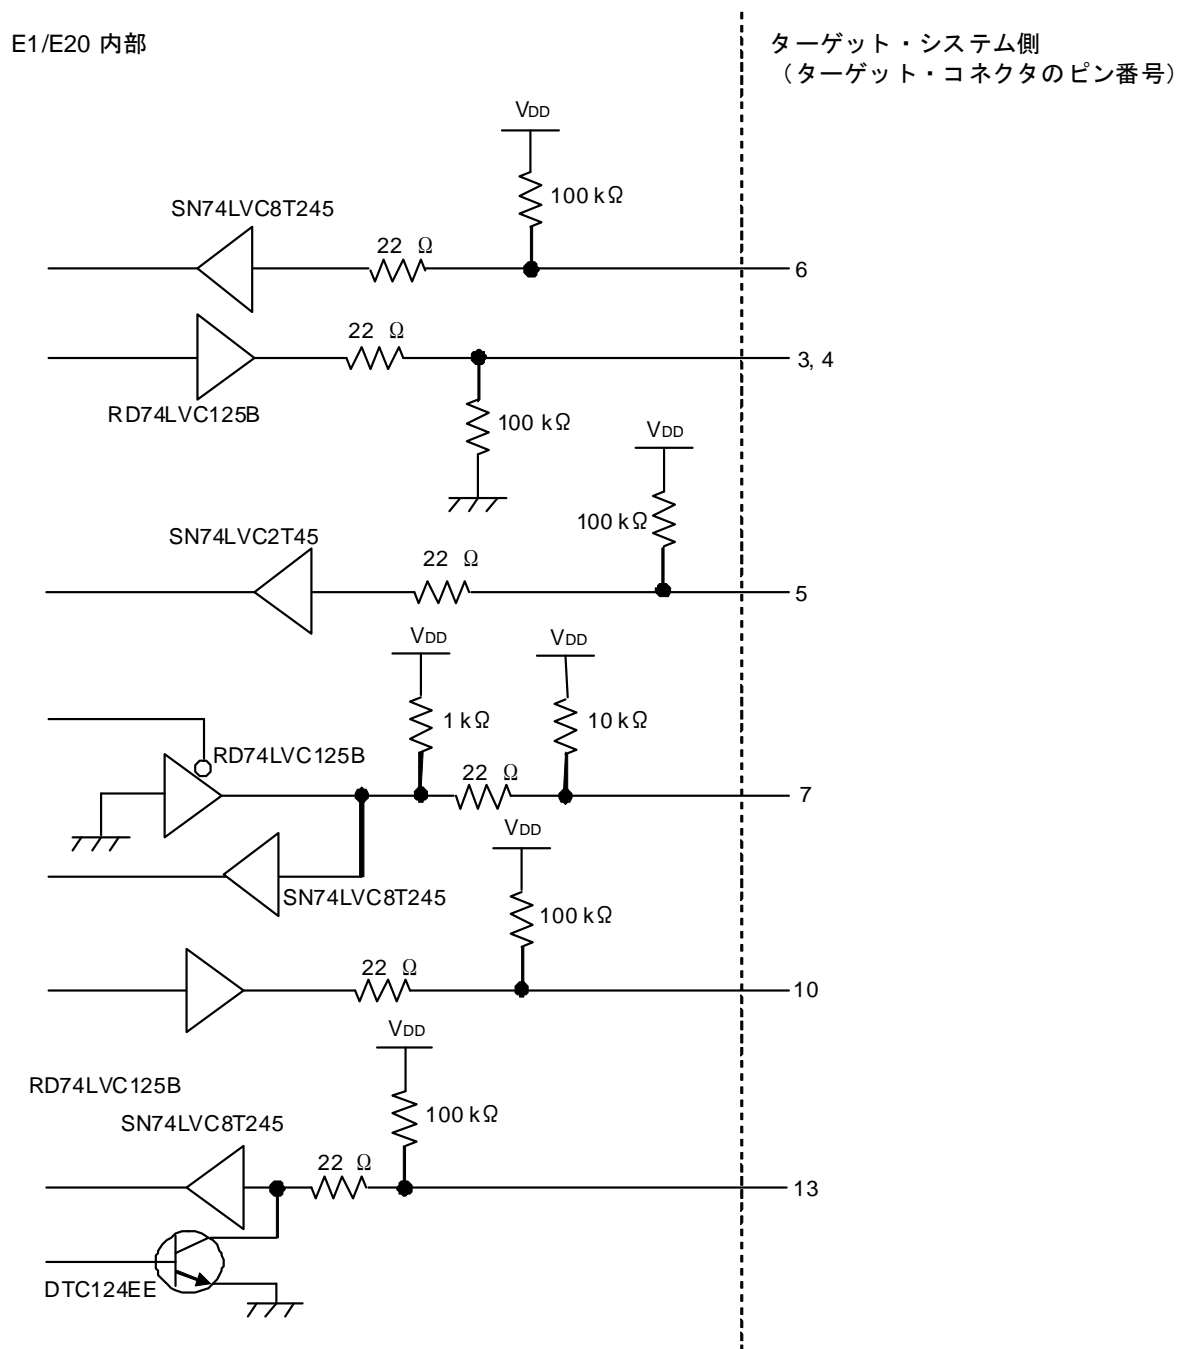 E1/E20 内部
ターゲット・システム側
（ターゲット・コネクタのピン番号）
VDD
100 kΩ
SN74LVC8T245
22 Ω
6
22 Ω
3, 4
RD74LVC125B
100 kΩ
VDD
100 kΩ
SN74LVC2T45
22 Ω
5
VDD
VDD
1 kΩ
10 kΩ
RD74LVC125B
22 Ω
7
VDD
SN74LVC8T245
100 kΩ
22 Ω
10
VDD
RD74LVC125B
100 kΩ
SN74LVC8T245
22 Ω
13
DTC124EE